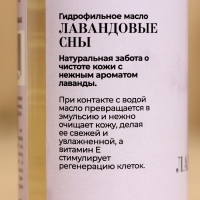 Гидрофильное масло
ЛАВАНДОВЫЕ
СНЫ
Натуральная забота о
чистоте кожи с
нежным ароматом
лаванды.
При контакте с водой
масло превращается в
эмульсию и нежно
очищает кожу, делая
ее свежей и
увлажненной, а
витамин Е
стимулирует
регенерацию клеток.
ЛА